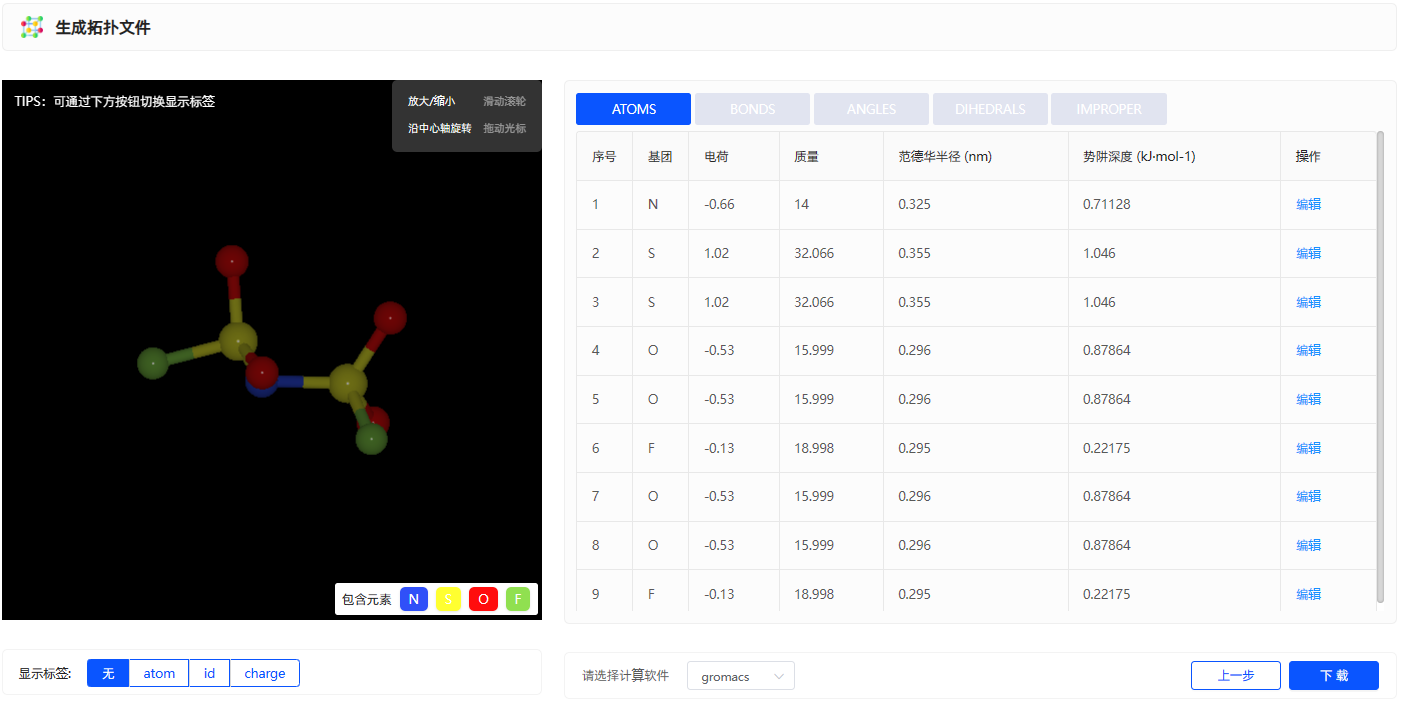 生成拓扑文件
TIPS：可通过下方按钮切换显示标签
放大/缩小 滑动滚轮
沿中心轴旋转 拖动光标
包含元素 N S O F
显示标签: 无 atom id charge
ATOMS BONDS ANGLES DIHEDRALS IMPROPER
序号 基团 电荷 质量 范德华半径 (nm) 势阱深度 (kJ·mol-1) 操作
1 N -0.66 14 0.325 0.71128 编辑
2 S 1.02 32.066 0.355 1.046 编辑
3 S 1.02 32.066 0.355 1.046 编辑
4 O -0.53 15.999 0.296 0.87864 编辑
5 O -0.53 15.999 0.296 0.87864 编辑
6 F -0.13 18.998 0.295 0.22175 编辑
7 O -0.53 15.999 0.296 0.87864 编辑
8 O -0.53 15.999 0.296 0.87864 编辑
9 F -0.13 18.998 0.295 0.22175 编辑
请选择计算软件 gromacs 上一步 下 载